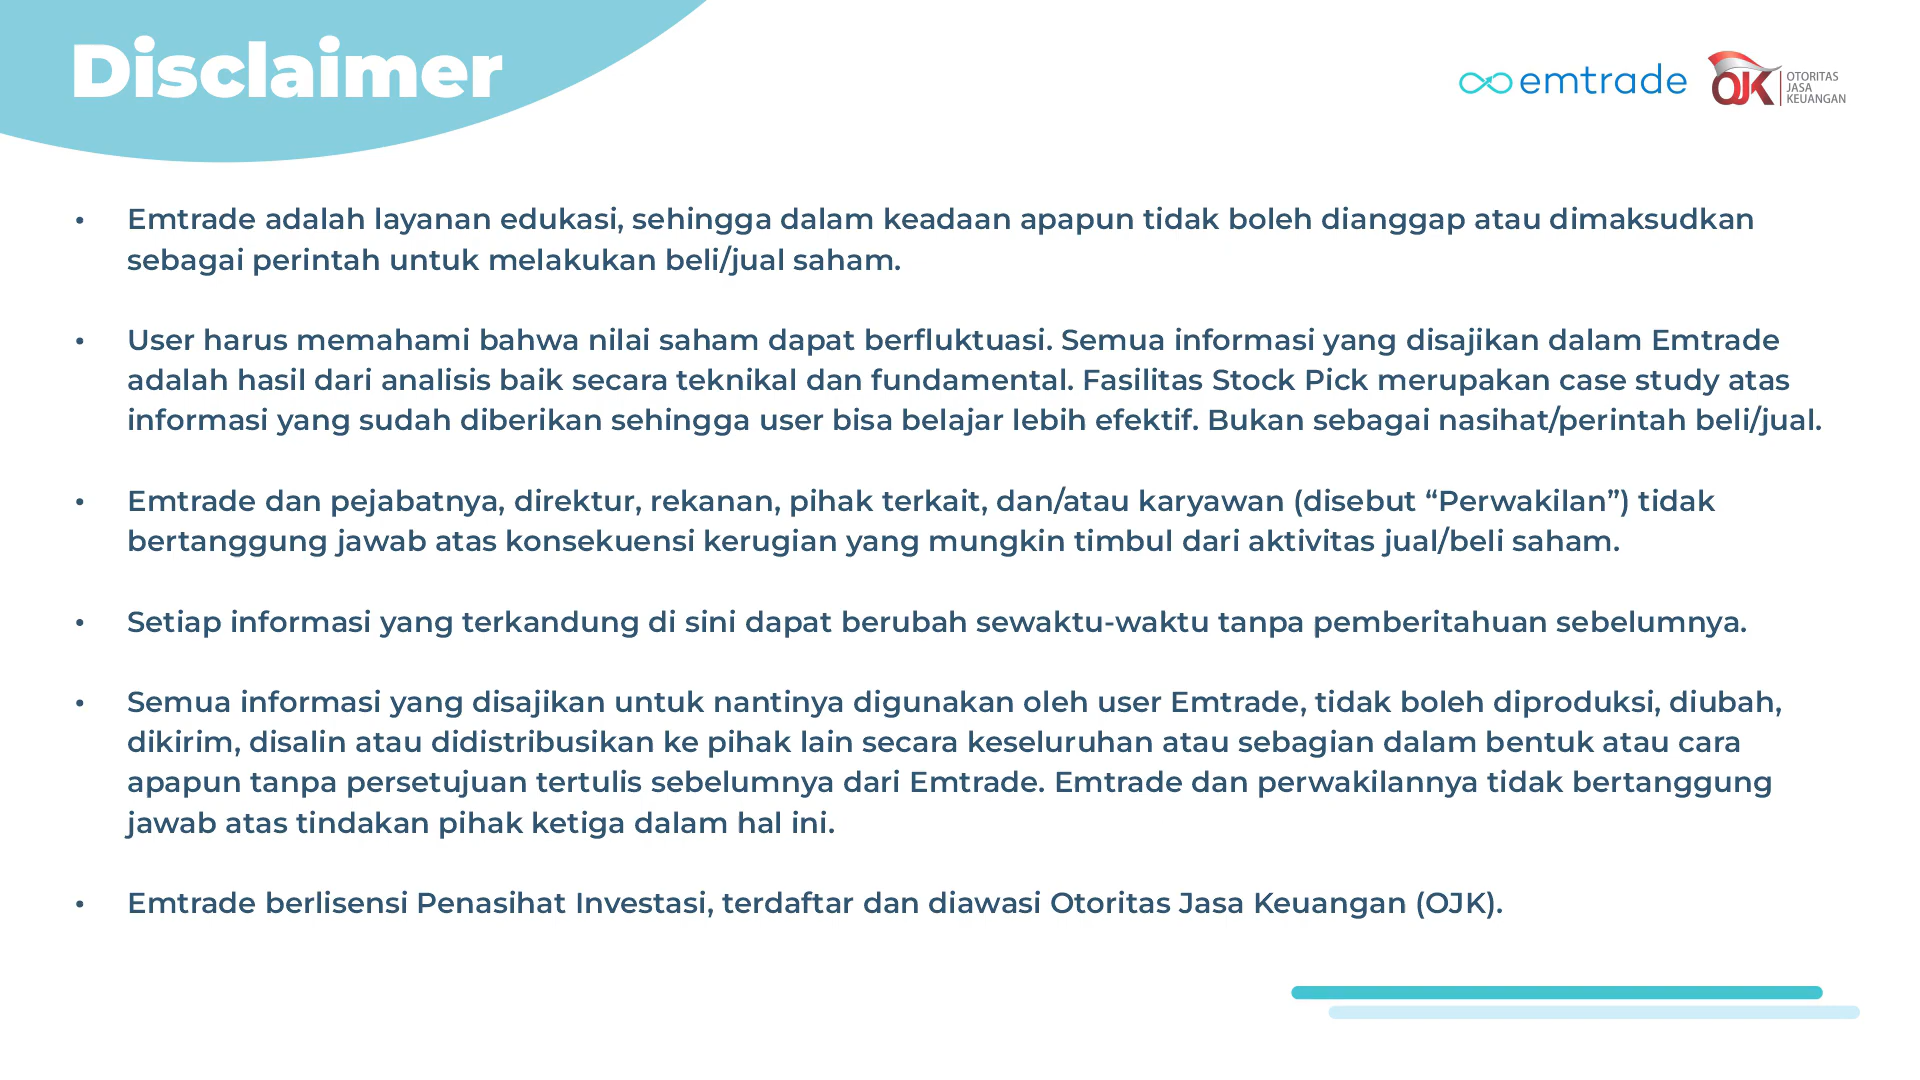 Disclaimer
emtrade
OJK
OTORITAS
JASA
KEUANGAN
• Emtrade adalah layanan edukasi, sehingga dalam keadaan apapun tidak boleh dianggap atau dimaksudkan
sebagai perintah untuk melakukan beli/jual saham.
• User harus memahami bahwa nilai saham dapat berfluktuasi. Semua informasi yang disajikan dalam Emtrade
adalah hasil dari analisis baik secara teknikal dan fundamental. Fasilitas Stock Pick merupakan case study atas
informasi yang sudah diberikan sehingga user bisa belajar lebih efektif. Bukan sebagai nasihat/perintah beli/jual.
• Emtrade dan pejabatnya, direktur, rekanan, pihak terkait, dan/atau karyawan (disebut “Perwakilan”) tidak
bertanggung jawab atas konsekuensi kerugian yang mungkin timbul dari aktivitas jual/beli saham.
• Setiap informasi yang terkandung di sini dapat berubah sewaktu-waktu tanpa pemberitahuan sebelumnya.
• Semua informasi yang disajikan untuk nantinya digunakan oleh user Emtrade, tidak boleh diproduksi, diubah,
dikirim, disalin atau didistribusikan ke pihak lain secara keseluruhan atau sebagian dalam bentuk atau cara
apapun tanpa persetujuan tertulis sebelumnya dari Emtrade. Emtrade dan perwakilannya tidak bertanggung
jawab atas tindakan pihak ketiga dalam hal ini.
• Emtrade berlisensi Penasihat Investasi, terdaftar dan diawasi Otoritas Jasa Keuangan (OJK).